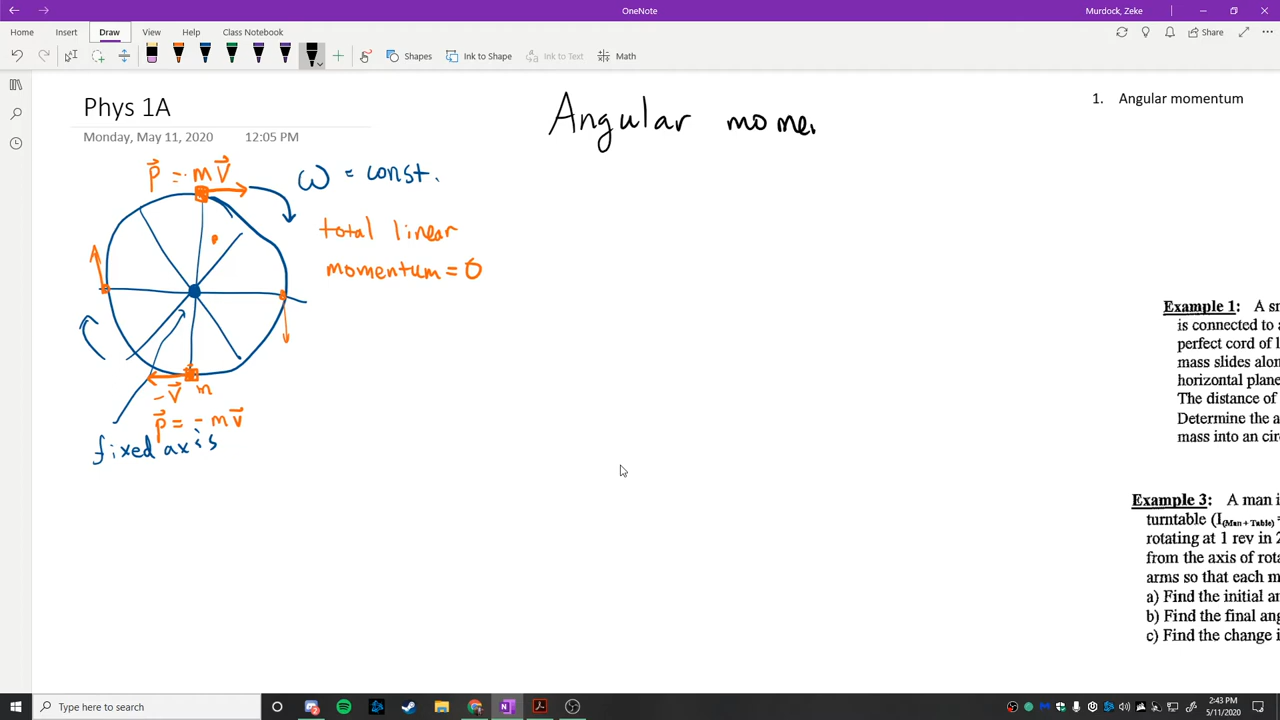 OneNote
Murdock, Zeke
Home Insert Draw View Help Class Notebook
Share
Shapes Ink to Shape Ink to Text Math
Phys 1A
Monday, May 11, 2020 12:05 PM
Angular mome
1. Angular momentum
p⃗ = mv⃗
ω = const.
total linear
momentum = 0
-v⃗ m
p⃗ = -mv⃗
fixed axis
Example 1: A sm
is connected to a
perfect cord of l
mass slides alon
horizontal plane
The distance of
Determine the a
mass into an circ
Example 3: A man i
turntable (I(Man + Table) =
rotating at 1 rev in 2
from the axis of rota
arms so that each m
a) Find the initial an
b) Find the final ang
c) Find the change i
Type here to search
2:43 PM
5/11/2020